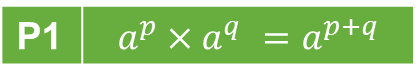 P1 a^p × a^q = a^{p+q}